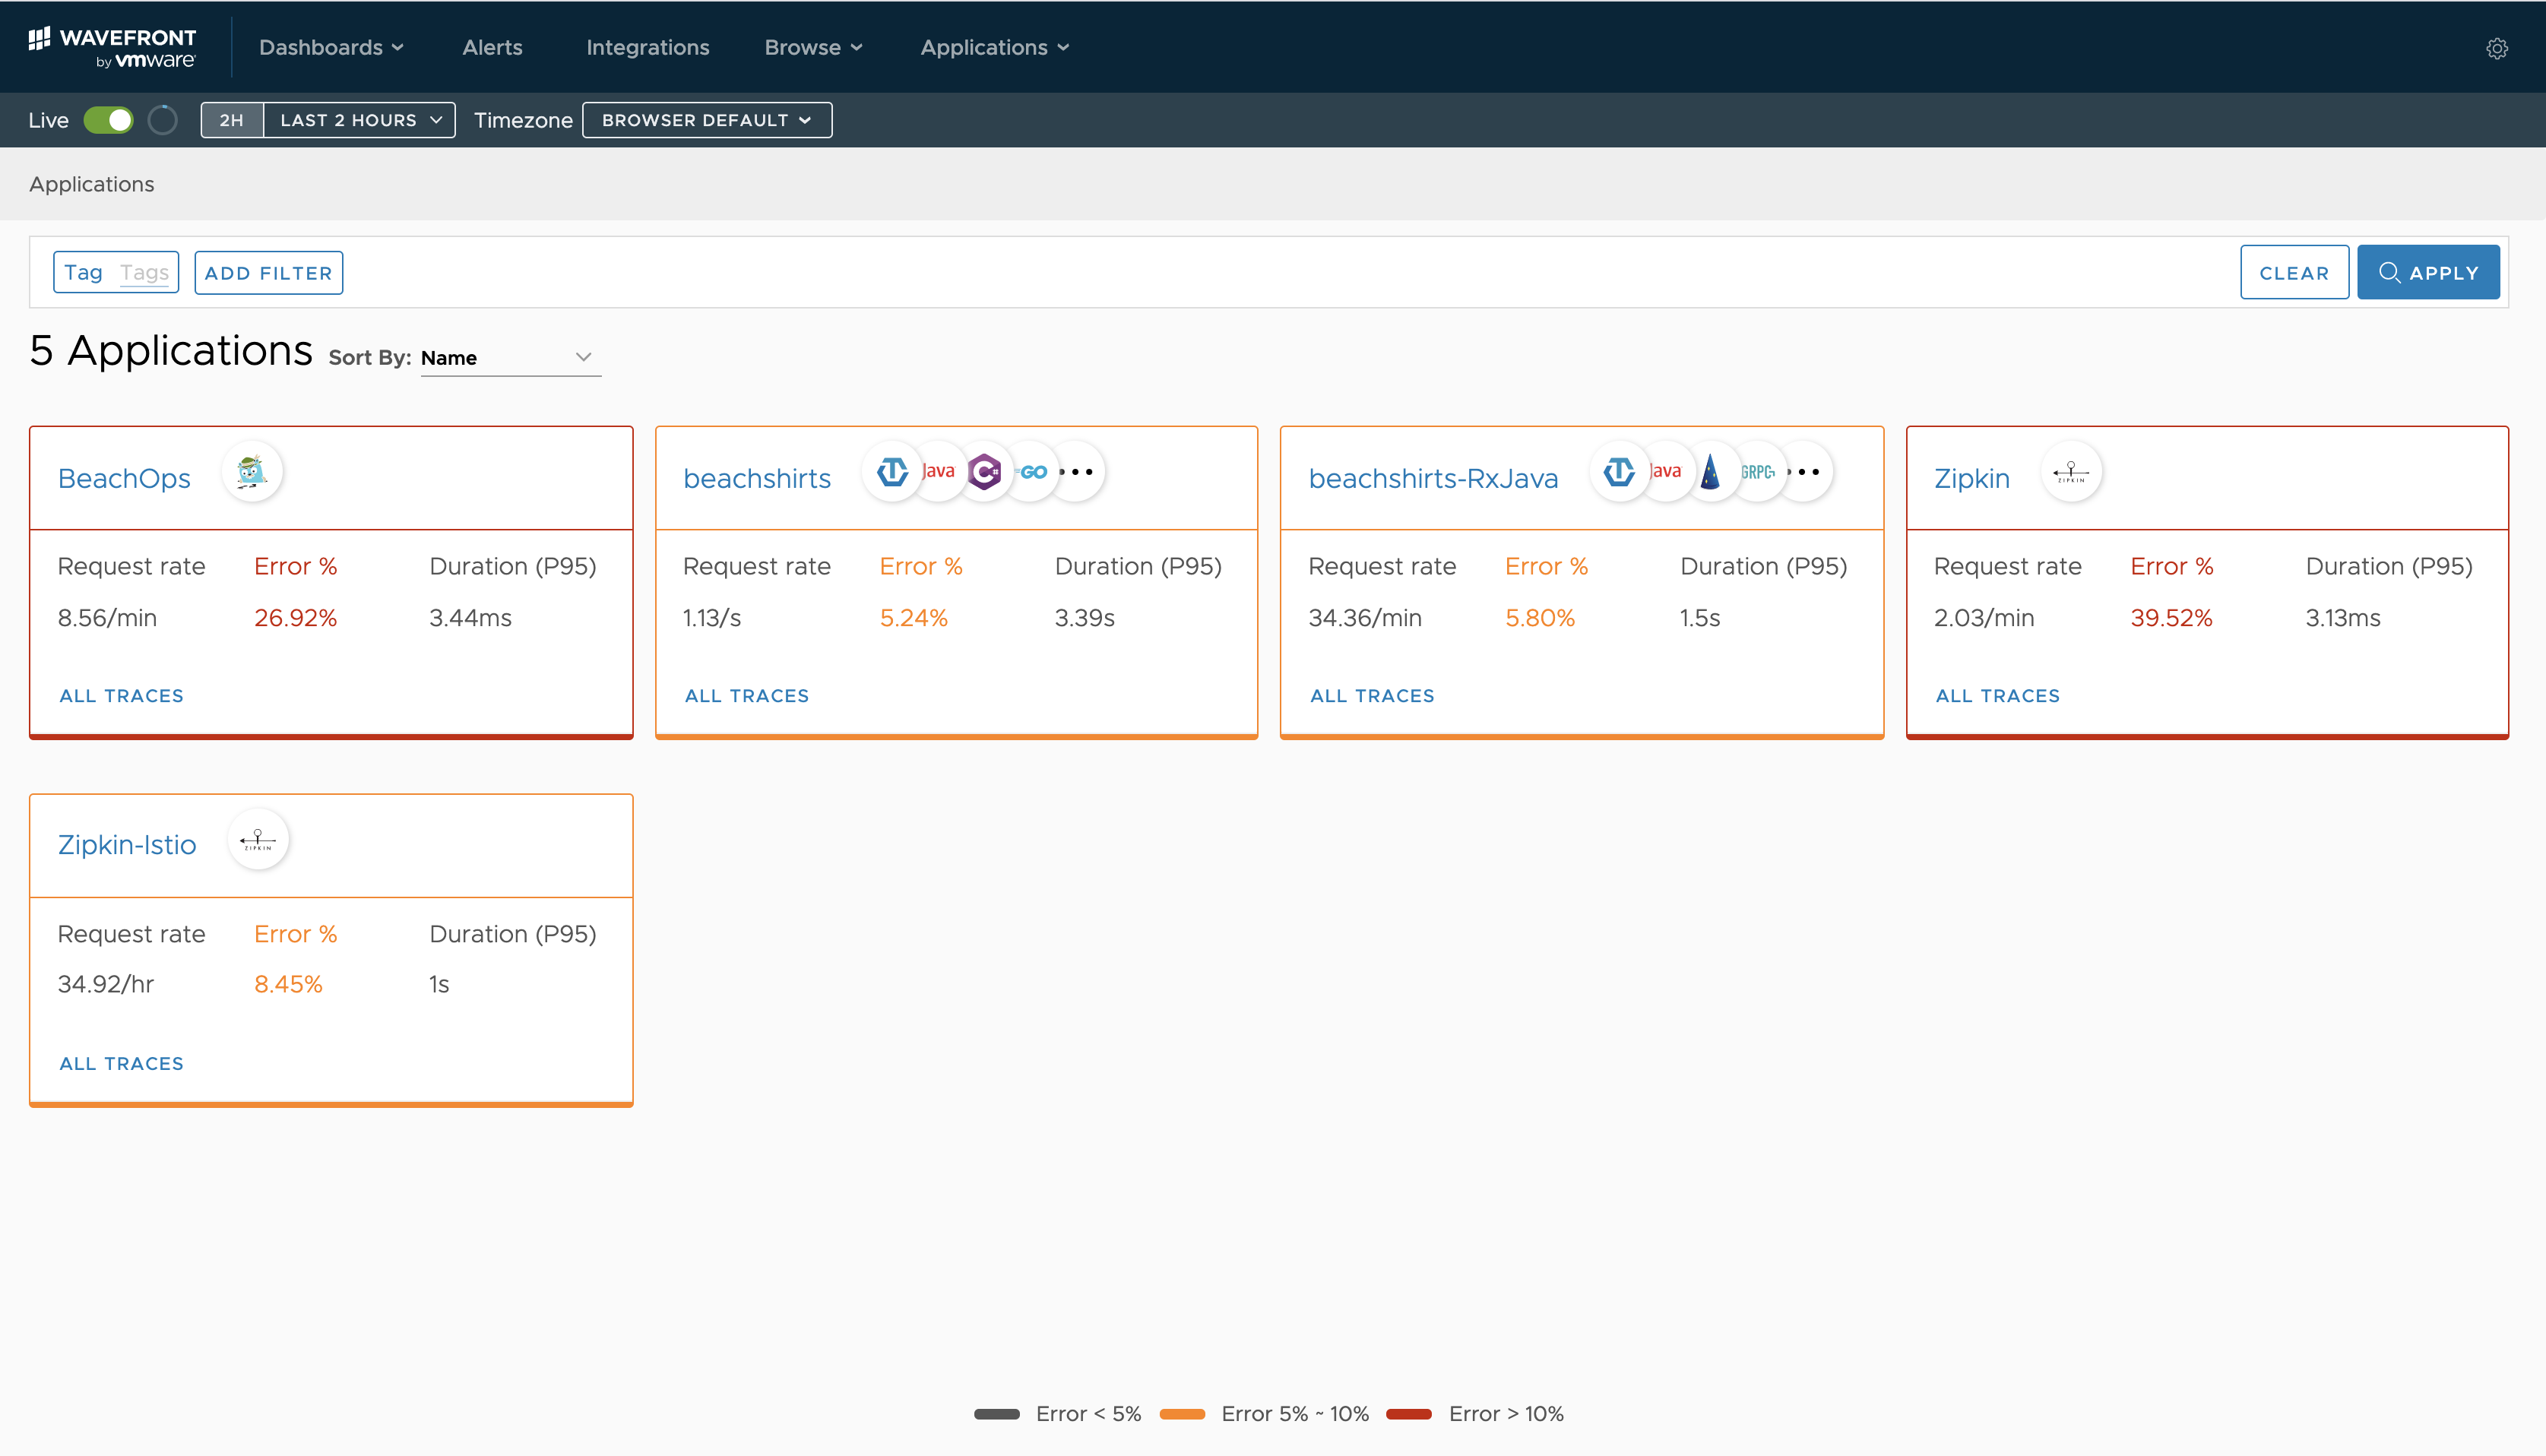 WAVEFRONT
by vmware
Dashboards
Alerts
Integrations
Browse
Applications
Live
2H
LAST 2 HOURS
Timezone
BROWSER DEFAULT
Applications
Tag Tags
ADD FILTER
CLEAR
APPLY
5 Applications
Sort By: Name
BeachOps
Request rate Error % Duration (P95)
8.56/min 26.92% 3.44ms
ALL TRACES
beachshirts
Java
GO
Request rate Error % Duration (P95)
1.13/s 5.24% 3.39s
ALL TRACES
beachshirts-RxJava
Java
GRPC
Request rate Error % Duration (P95)
34.36/min 5.80% 1.5s
ALL TRACES
Zipkin
ZIPKIN
Request rate Error % Duration (P95)
2.03/min 39.52% 3.13ms
ALL TRACES
Zipkin-Istio
ZIPKIN
Request rate Error % Duration (P95)
34.92/hr 8.45% 1s
ALL TRACES
Error < 5% Error 5% ~ 10% Error > 10%